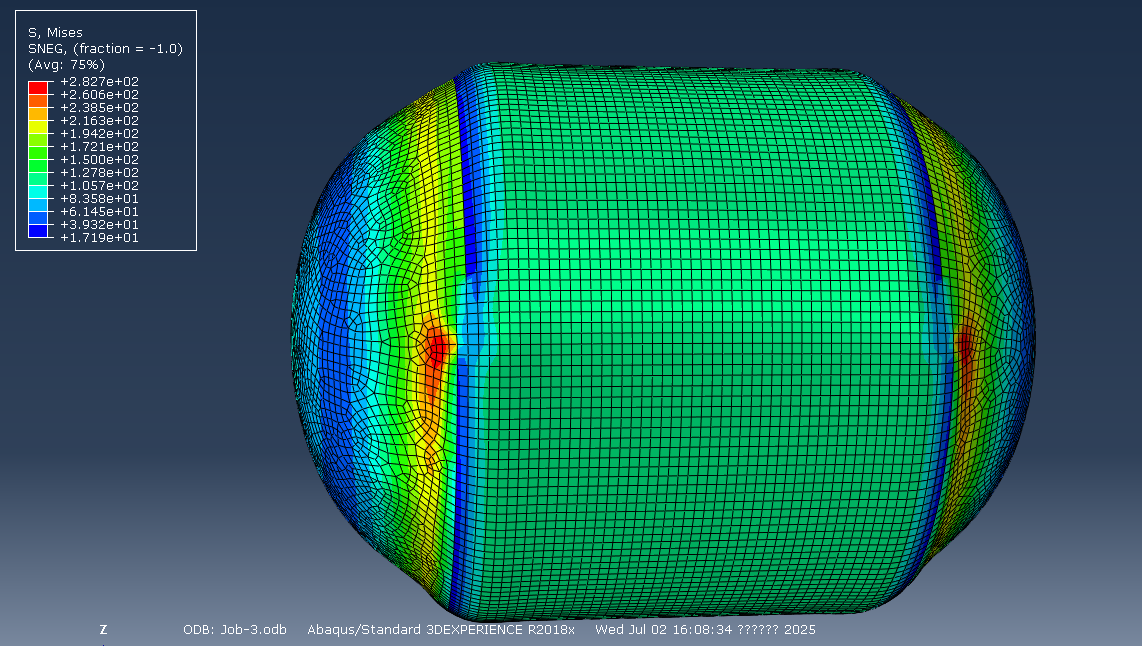 S, Mises
SNEG, (fraction = -1.0)
(Avg: 75%)
+2.827e+02
+2.606e+02
+2.385e+02
+2.163e+02
+1.942e+02
+1.721e+02
+1.500e+02
+1.278e+02
+1.057e+02
+8.358e+01
+6.145e+01
+3.932e+01
+1.719e+01
Z
ODB: Job-3.odb    Abaqus/Standard 3DEXPERIENCE R2018x    Wed Jul 02 16:08:34 ?????? 2025